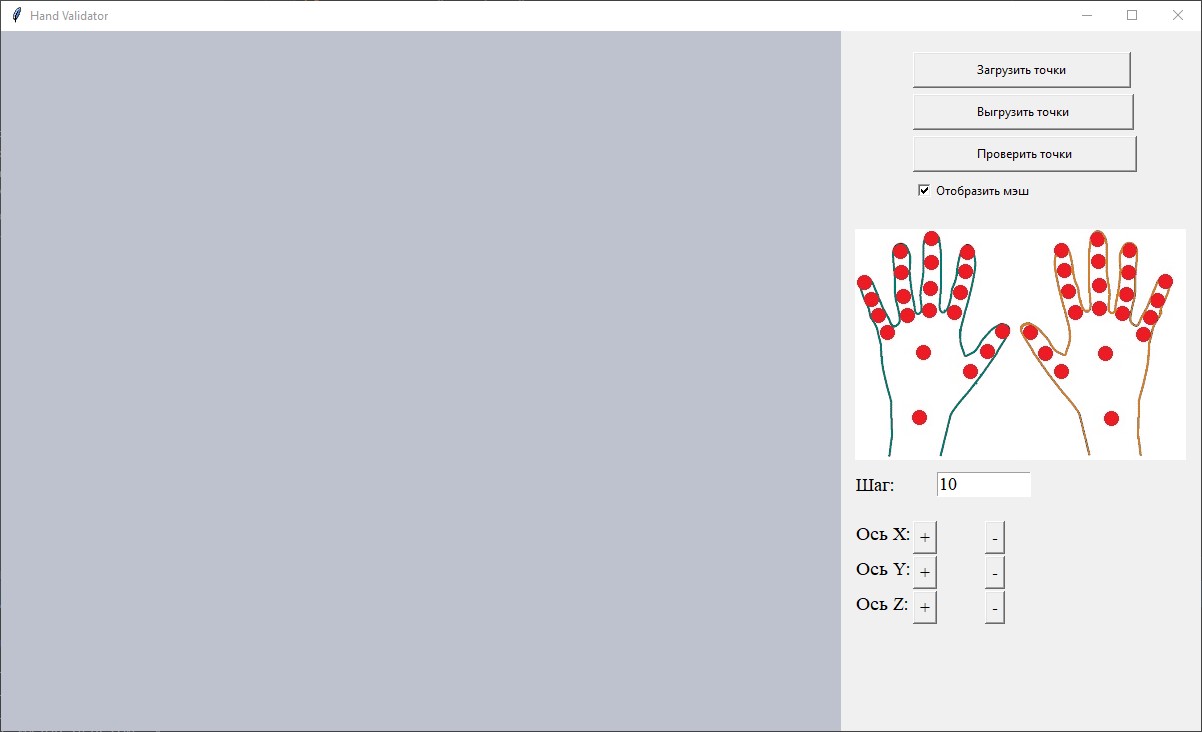 Hand Validator
Загрузить точки
Выгрузить точки
Проверить точки
Отобразить мэш
Шаг: 10
Ось X: + -
Ось Y: + -
Ось Z: + -